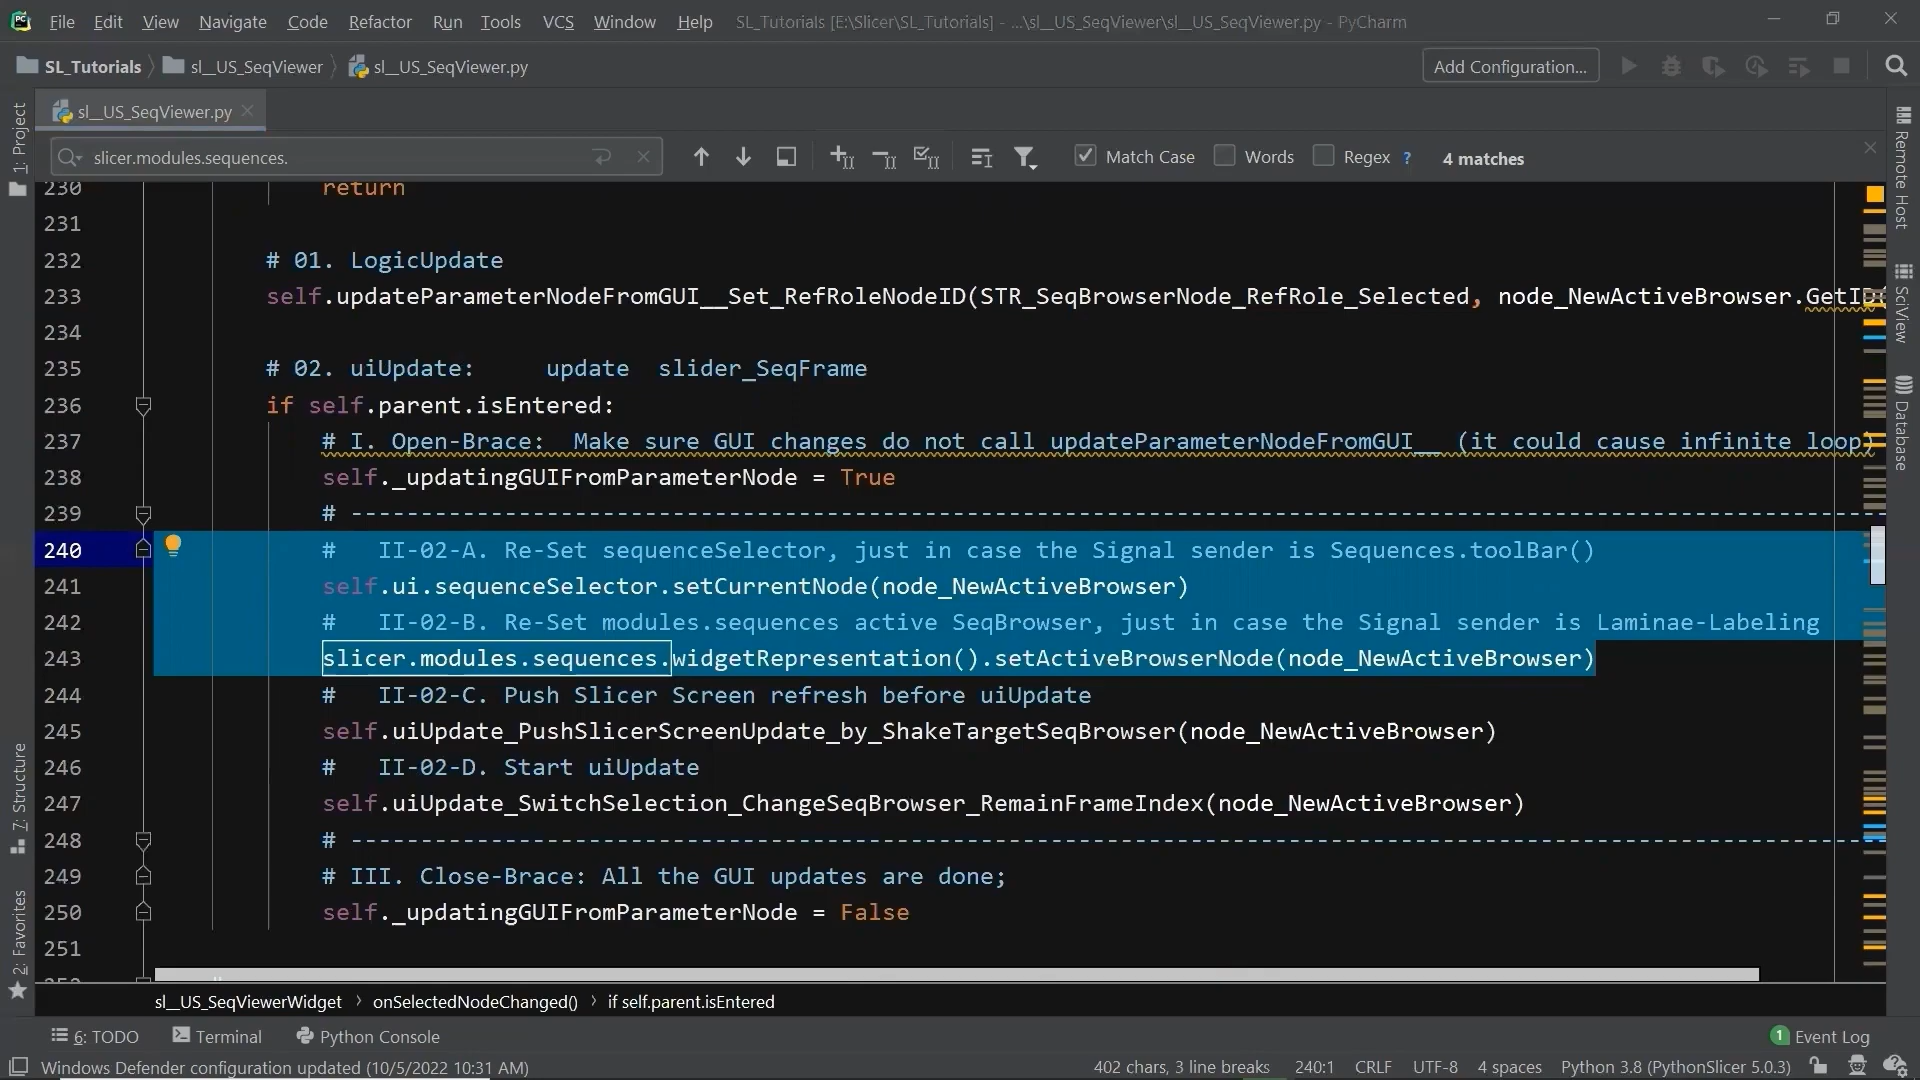 File Edit View Navigate Code Refactor Run Tools VCS Window Help SL_Tutorials [E:\Slicer\SL_Tutorials] - ...\sl__US_SeqViewer\sl__US_SeqViewer.py - PyCharm
SL_Tutorials sl__US_SeqViewer sl__US_SeqViewer.py Add Configuration...
sl__US_SeqViewer.py
slicer.modules.sequences. Match Case Words Regex ? 4 matches
230 return
231
232 # 01. LogicUpdate
233 self.updateParameterNodeFromGUI__Set_RefRoleNodeID(STR_SeqBrowserNode_RefRole_Selected, node_NewActiveBrowser.GetID(
234
235 # 02. uiUpdate: update slider_SeqFrame
236 if self.parent.isEntered:
237 # I. Open-Brace: Make sure GUI changes do not call updateParameterNodeFromGUI__ (it could cause infinite loop)
238 self._updatingGUIFromParameterNode = True
239 # --------------------------------------------------------------------------------------------------------------
240 # II-02-A. Re-Set sequenceSelector, just in case the Signal sender is Sequences.toolBar()
241 self.ui.sequenceSelector.setCurrentNode(node_NewActiveBrowser)
242 # II-02-B. Re-Set modules.sequences active SeqBrowser, just in case the Signal sender is Laminae-Labeling
243 slicer.modules.sequences.widgetRepresentation().setActiveBrowserNode(node_NewActiveBrowser)
244 # II-02-C. Push Slicer Screen refresh before uiUpdate
245 self.uiUpdate_PushSlicerScreenUpdate_by_ShakeTargetSeqBrowser(node_NewActiveBrowser)
246 # II-02-D. Start uiUpdate
247 self.uiUpdate_SwitchSelection_ChangeSeqBrowser_RemainFrameIndex(node_NewActiveBrowser)
248 # --------------------------------------------------------------------------------------------------------------
249 # III. Close-Brace: All the GUI updates are done;
250 self._updatingGUIFromParameterNode = False
251
sl__US_SeqViewerWidget › onSelectedNodeChanged() › if self.parent.isEntered
6: TODO Terminal Python Console 1 Event Log
Windows Defender configuration updated (10/5/2022 10:31 AM) 402 chars, 3 line breaks 240:1 CRLF UTF-8 4 spaces Python 3.8 (PythonSlicer 5.0.3)
1: Project
7: Structure
2: Favorites
Remote Host
SciView
Database